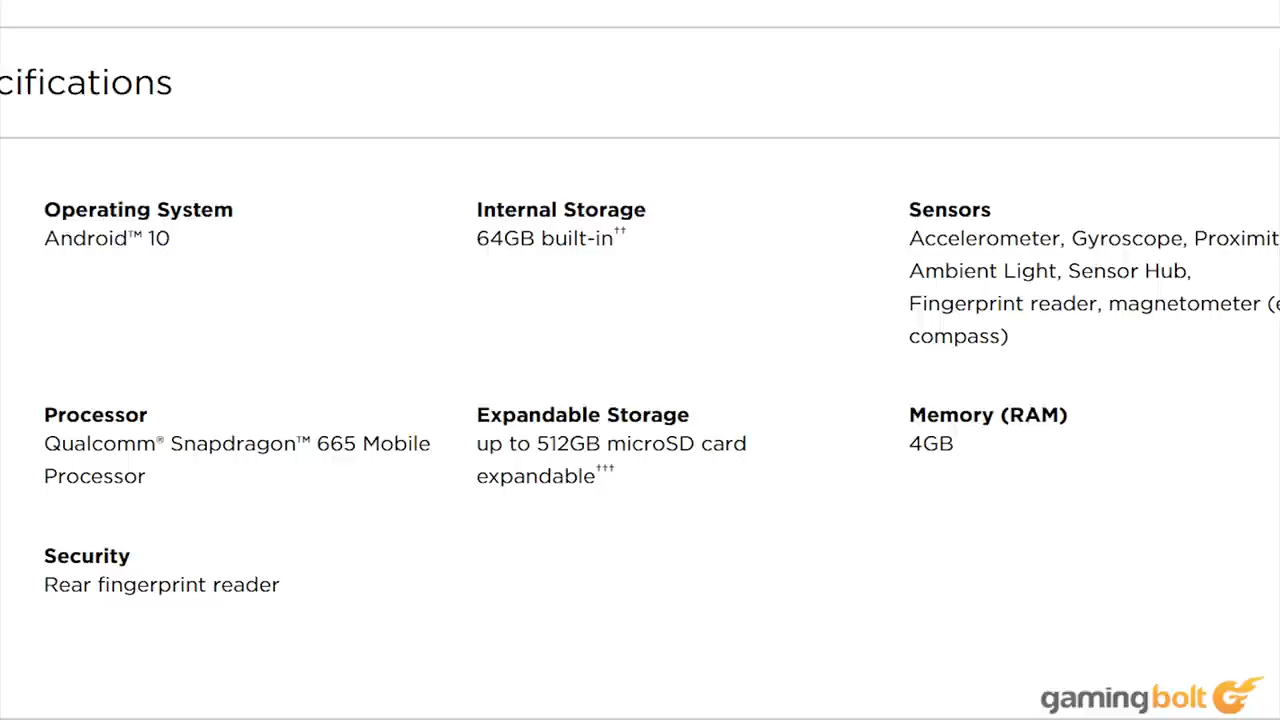 cifications
Operating System
Android™ 10
Internal Storage
64GB built-in††
Sensors
Accelerometer, Gyroscope, Proximit
Ambient Light, Sensor Hub,
Fingerprint reader, magnetometer (e
compass)
Processor
Qualcomm® Snapdragon™ 665 Mobile
Processor
Expandable Storage
up to 512GB microSD card
expandable†††
Memory (RAM)
4GB
Security
Rear fingerprint reader
gamingbolt